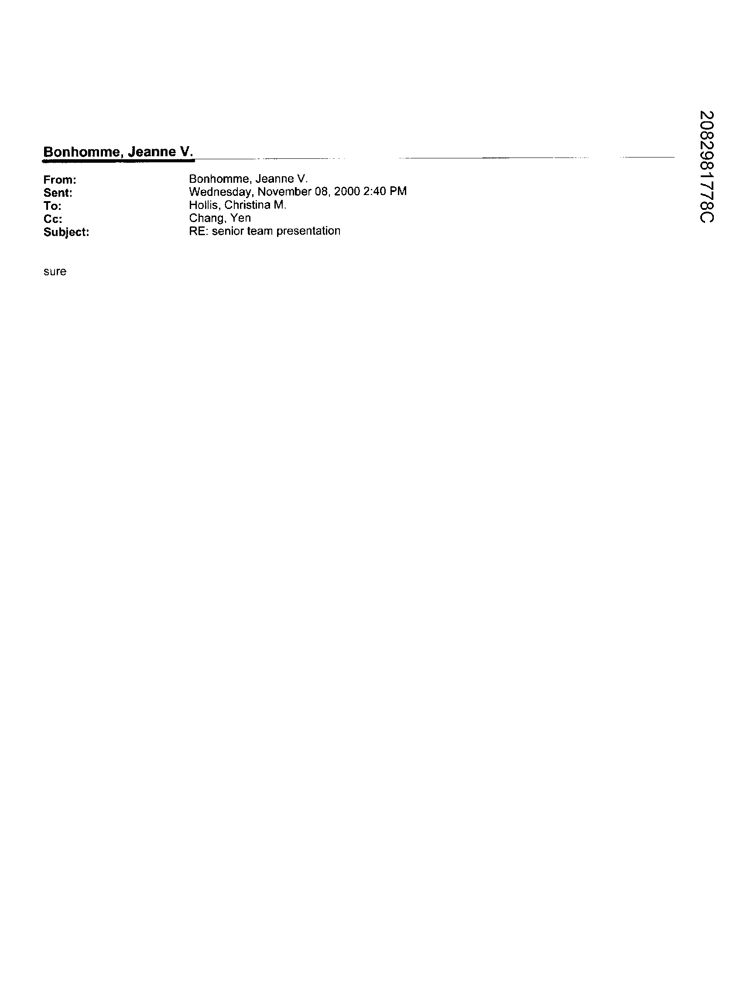 Bonhomme, Jeanne V.
From: Bonhomme, Jeanne V.
Sent: Wednesday, November 08, 2000 2:40 PM
To: Hollis, Christina M.
Cc: Chang, Yen
Subject: RE: senior team presentation
sure
2082981778C